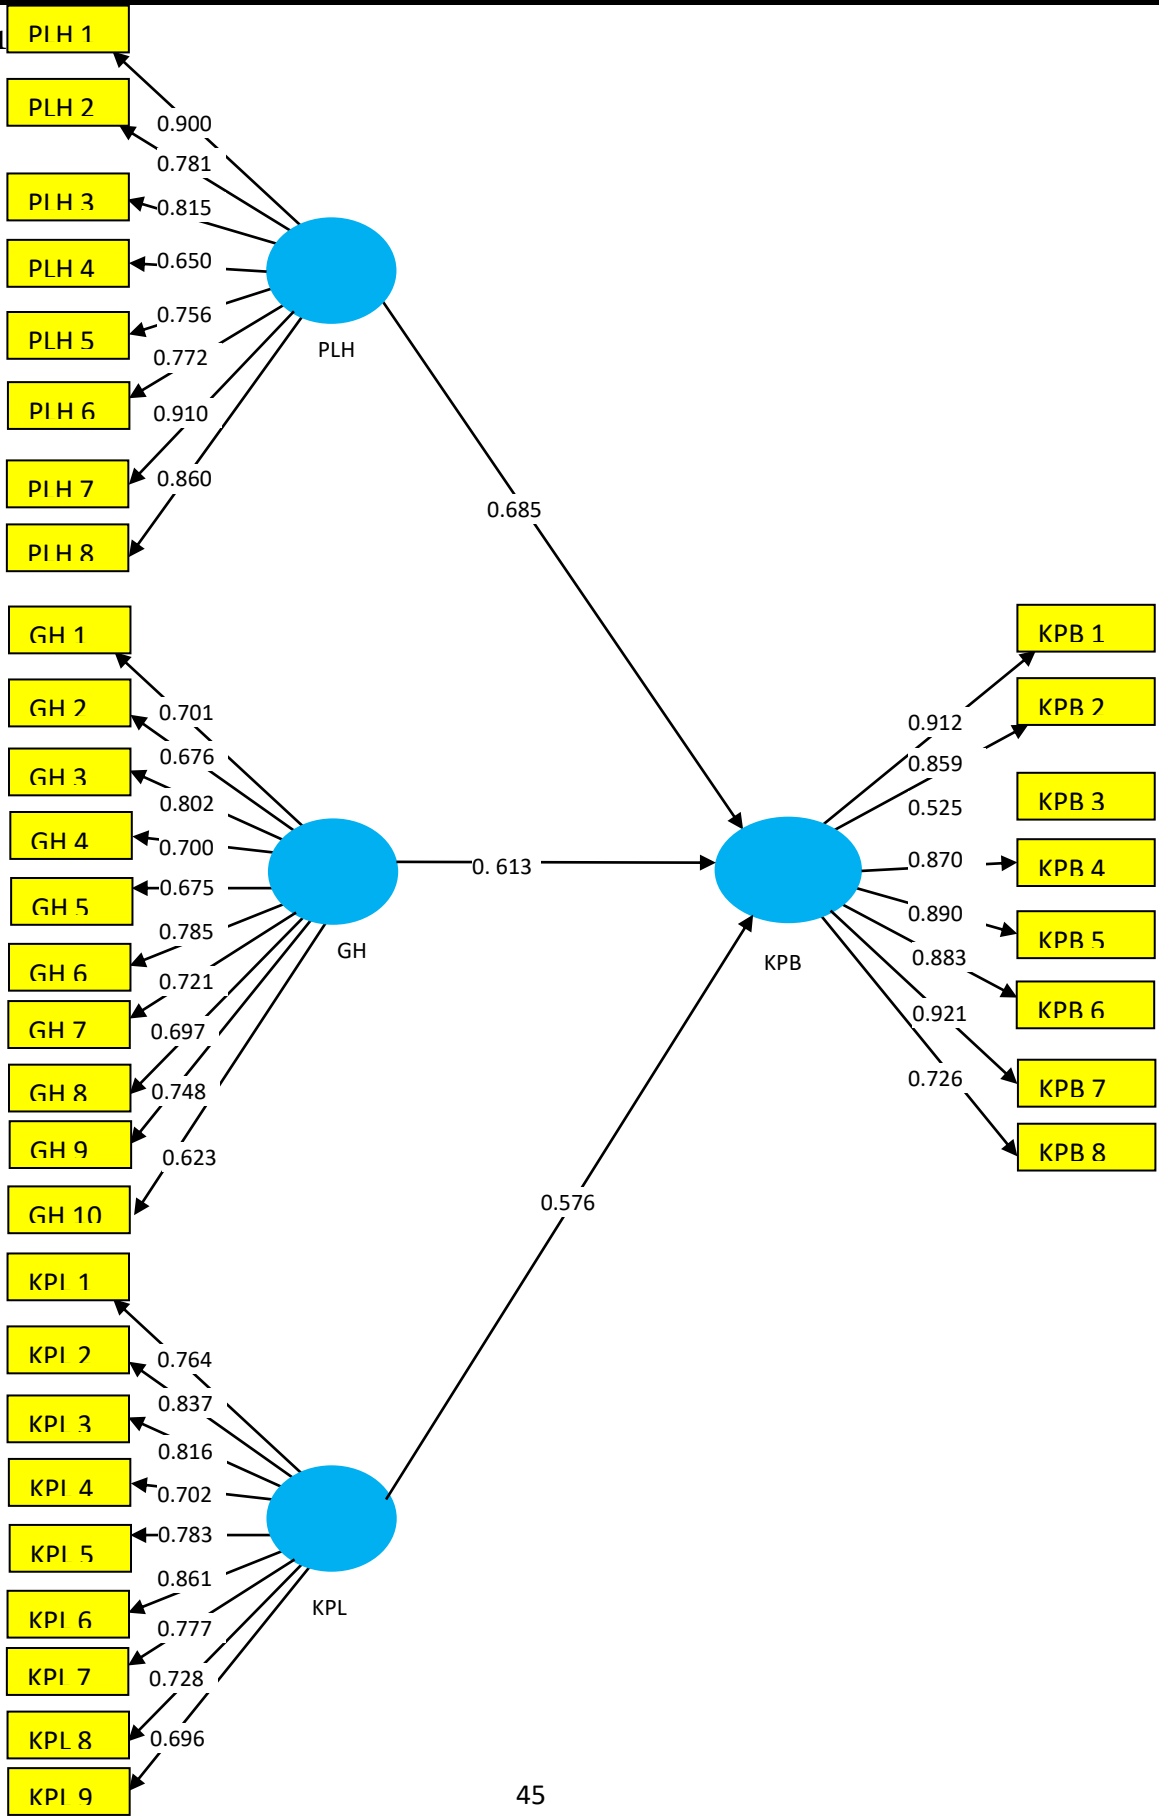 PLH 1
PLH 2
PLH 3
PLH 4
PLH 5
PLH 6
PLH 7
PLH 8
0.900
0.781
0.815
0.650
0.756
0.772
0.910
0.860
PLH
0.685
GH 1
GH 2
GH 3
GH 4
GH 5
GH 6
GH 7
GH 8
GH 9
GH 10
0.701
0.676
0.802
0.700
0.675
0.785
0.721
0.697
0.748
0.623
GH
0. 613
KPL 1
KPL 2
KPL 3
KPL 4
KPL 5
KPL 6
KPL 7
KPL 8
KPL 9
0.764
0.837
0.816
0.702
0.783
0.861
0.777
0.728
0.696
KPL
0.576
KPB
0.912
0.859
0.525
0.870
0.890
0.883
0.921
0.726
KPB 1
KPB 2
KPB 3
KPB 4
KPB 5
KPB 6
KPB 7
KPB 8
45